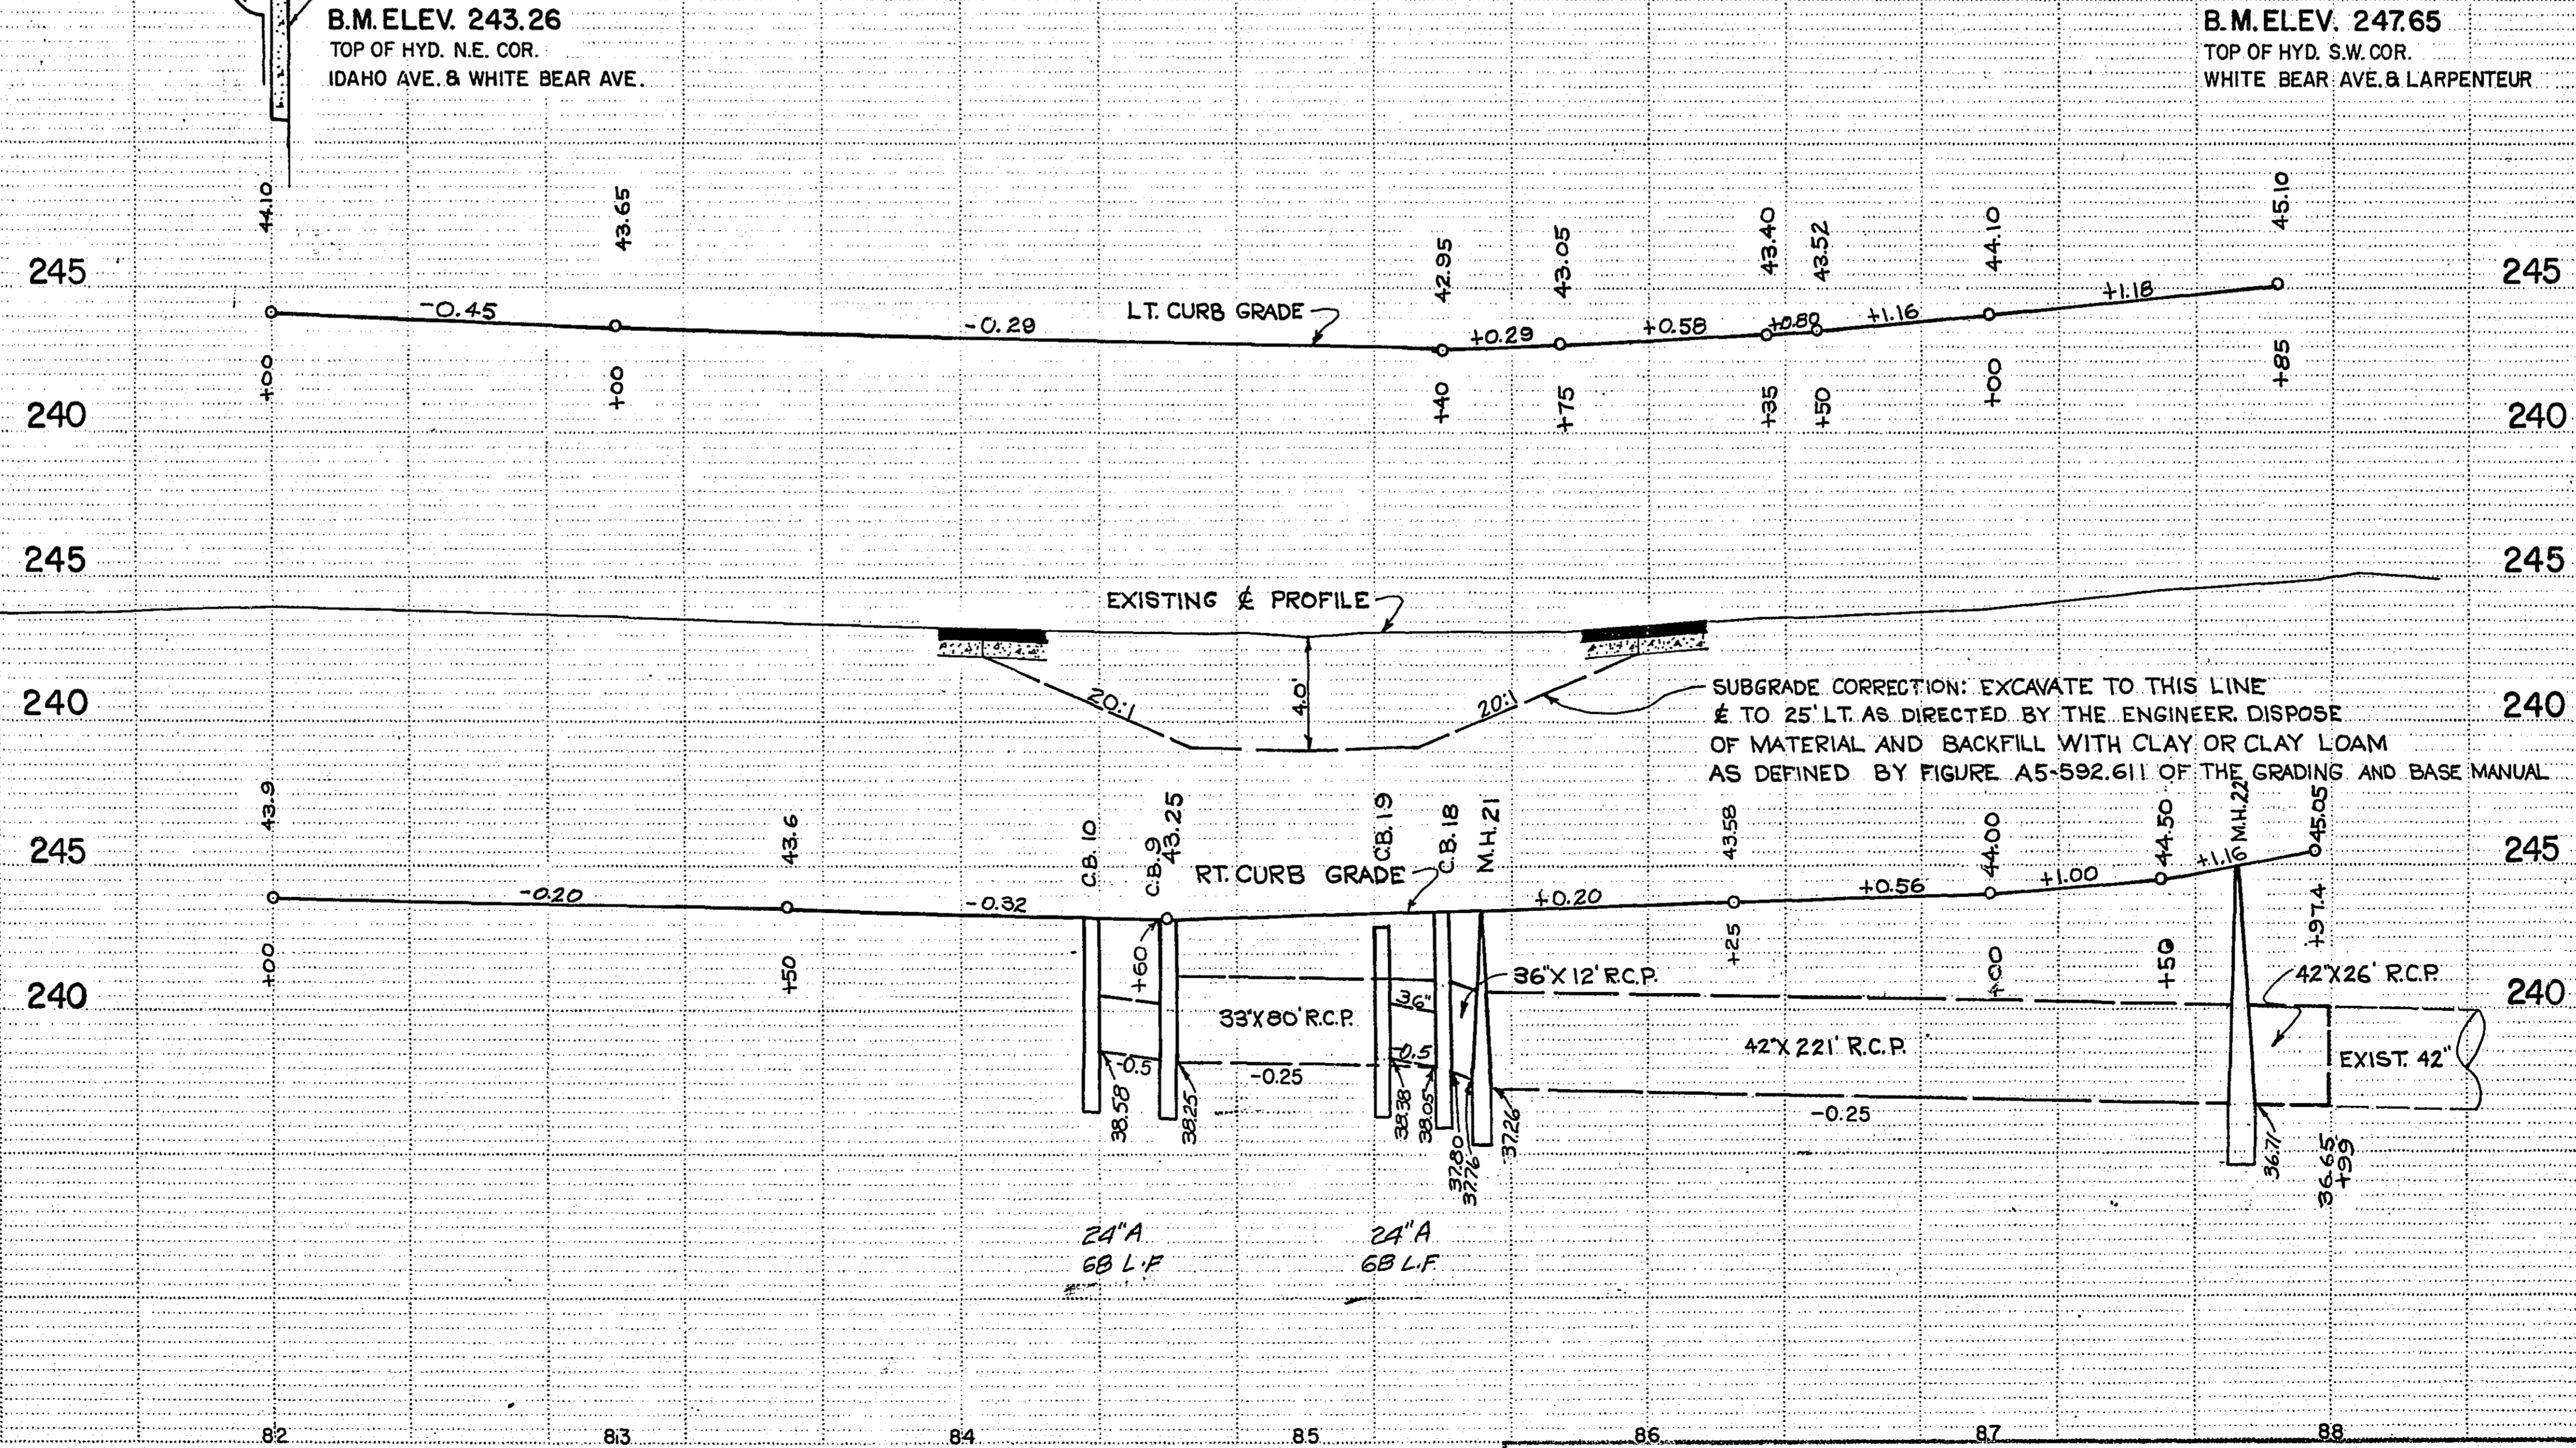 B.M. ELEV. 243.26
TOP OF HYD. N.E. COR.
IDAHO AVE. & WHITE BEAR AVE.
B.M. ELEV. 247.65
TOP OF HYD. S.W. COR.
WHITE BEAR AVE. & LARPENTEUR
44.10
43.65
42.95
43.05
43.40
43.52
44.10
45.10
245
245
-0.45
-0.29
LT. CURB GRADE
+0.29
+0.58
+0.80
+1.16
+1.18
+00
+00
+40
+75
+35
+50
+00
+85
240
240
245
245
EXISTING ℄ PROFILE
20:1
4.0'
20:1
240
240
SUBGRADE CORRECTION: EXCAVATE TO THIS LINE
℄ TO 25' LT. AS DIRECTED BY THE ENGINEER. DISPOSE
OF MATERIAL AND BACKFILL WITH CLAY OR CLAY LOAM
AS DEFINED BY FIGURE A5-592.611 OF THE GRADING AND BASE MANUAL
43.9
43.6
C.B. 10
C.B. 9
43.25
C.B. 19
C.B. 18
M.H. 21
43.58
44.00
44.50
M.H. 22
45.05
245
245
-0.20
-0.32
RT. CURB GRADE
+0.20
+0.56
+1.00
+1.16
+00
+50
+60
+25
+00
+50
+97.4
240
240
33"X80' R.C.P.
36"
36"X12' R.C.P.
42"X221' R.C.P.
42"X26' R.C.P.
EXIST. 42"
-0.5
-0.25
-0.5
-0.25
38.58
38.25
38.38
38.05
37.80
37.76
37.26
36.71
36.65
+99
24"A
68 L.F
24"A
68 L.F.
82
83
84
85
86
87
88